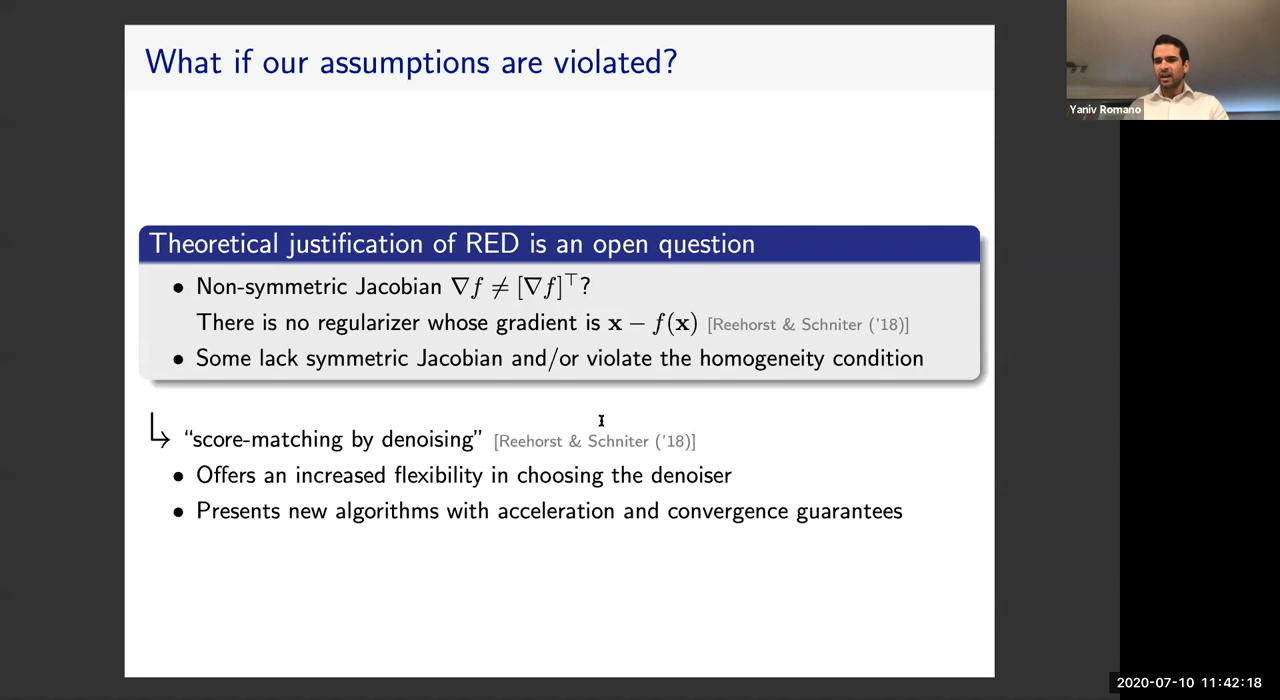 What if our assumptions are violated?
Yaniv Romano
Theoretical justification of RED is an open question
• Non-symmetric Jacobian ∇f ≠ [∇f]⊤?
There is no regularizer whose gradient is x − f(x) [Reehorst & Schniter ('18)]
• Some lack symmetric Jacobian and/or violate the homogeneity condition
“score-matching by denoising” [Reehorst & Schniter ('18)]
• Offers an increased flexibility in choosing the denoiser
• Presents new algorithms with acceleration and convergence guarantees
2020-07-10 11:42:18